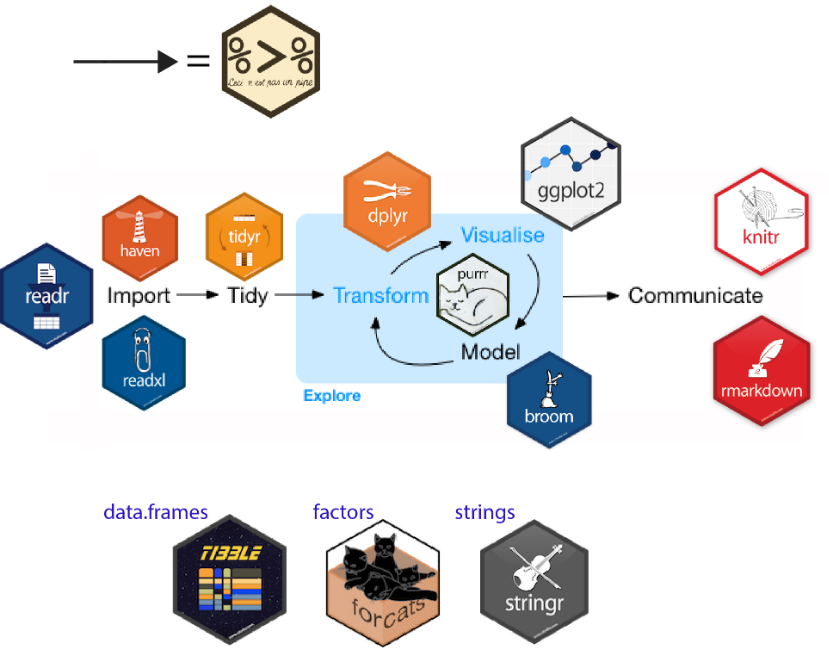 =
% > %
Ceci n'est pas un pipe
ggplot2
dplyr
haven
tidyr
knitr
Visualise
purrr
readr
Import
Tidy
Transform
Communicate
Model
readxl
rmarkdown
Explore
broom
data.frames
factors
strings
TIBBLE
forcats
stringr